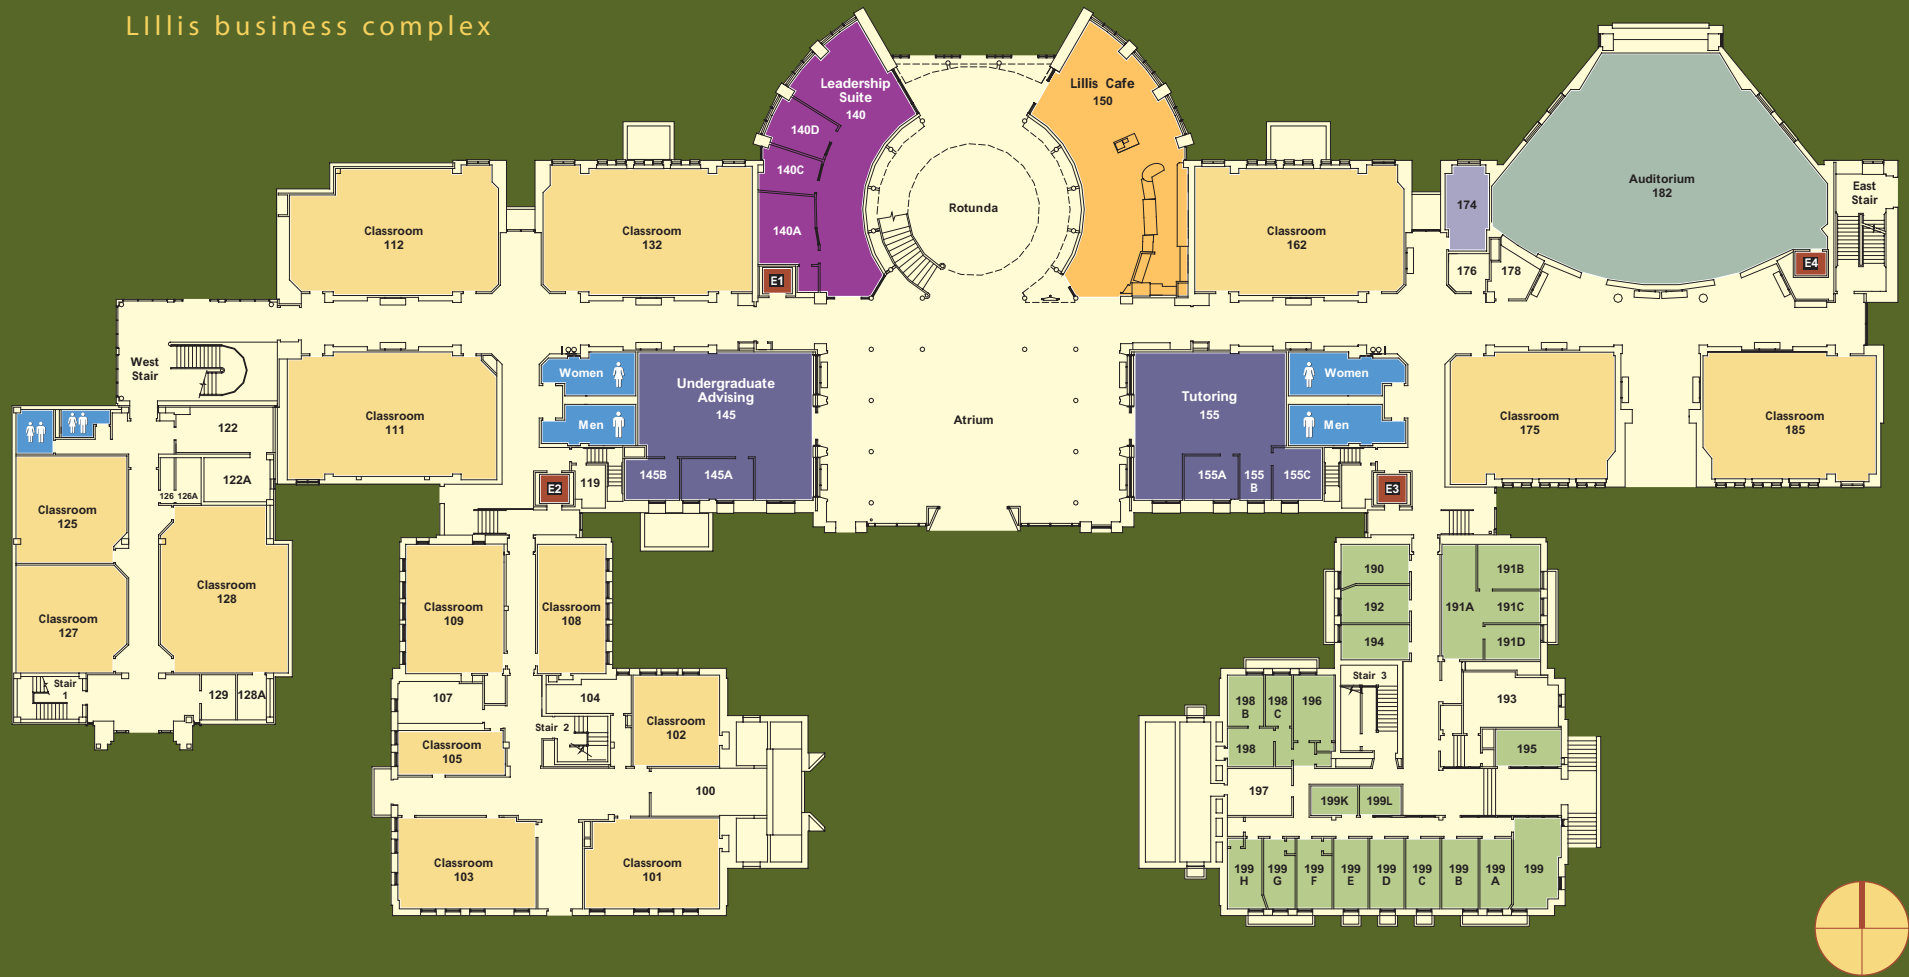 LIllis business complex
Leadership
Suite
140
140D
140C
140A
E1
Lillis Cafe
150
Rotunda
Auditorium
182
East
Stair
E4
174
176
178
Classroom
112
Classroom
132
Classroom
162
West
Stair
Classroom
111
Women
Men
Undergraduate
Advising
145
145B
145A
E2
119
Atrium
Tutoring
155
155A
155
B
155C
Women
Men
E3
Classroom
175
Classroom
185
122
122A
126
126A
Classroom
125
Classroom
127
Classroom
128
Stair
1
129
128A
Classroom
109
Classroom
108
107
104
Stair 2
Classroom
102
Classroom
105
100
Classroom
103
Classroom
101
190
192
194
191A
191B
191C
191D
Stair 3
193
195
198
B
198
C
196
198
197
199K
199L
199
H
199
G
199
F
199
E
199
D
199
C
199
B
199
A
199